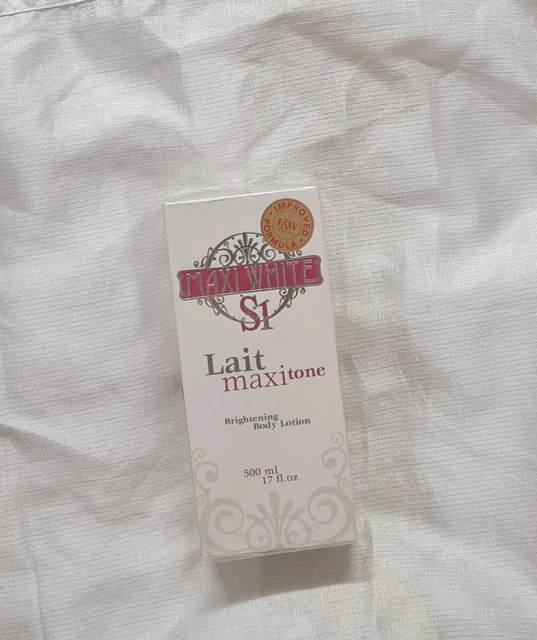 IMPROVED
F&W
FORMULA
MAXI WHITE
S1
Lait
maxitone
Brightening
Body Lotion
500 ml
17 fl.oz